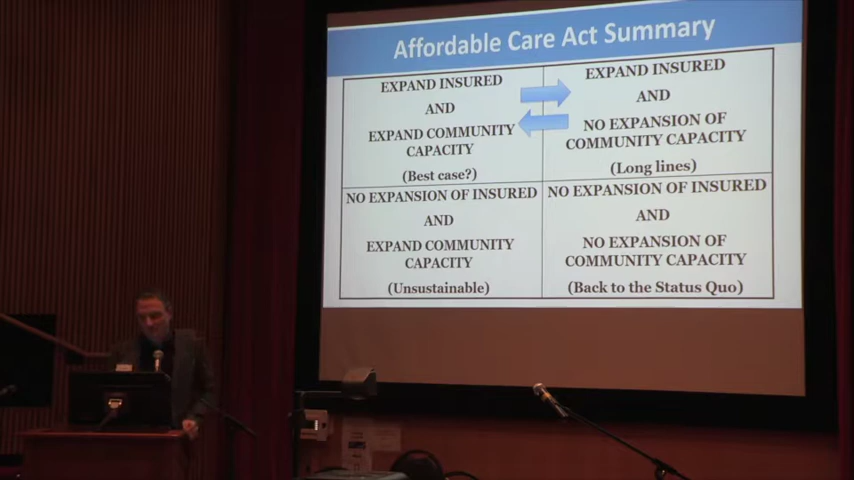 Affordable Care Act Summary
EXPAND INSURED
AND
EXPAND COMMUNITY
CAPACITY
(Best case?)
EXPAND INSURED
AND
NO EXPANSION OF
COMMUNITY CAPACITY
(Long lines)
NO EXPANSION OF INSURED
AND
EXPAND COMMUNITY
CAPACITY
(Unsustainable)
NO EXPANSION OF INSURED
AND
NO EXPANSION OF
COMMUNITY CAPACITY
(Back to the Status Quo)